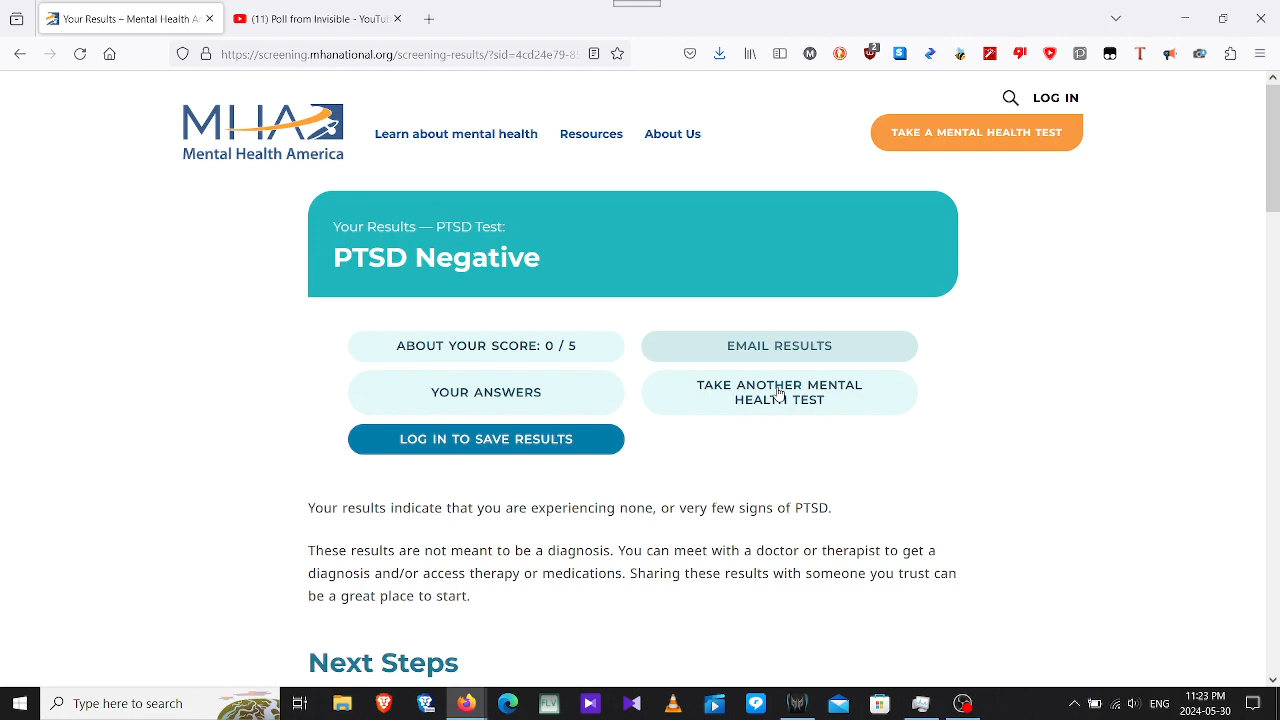 Your Results – Mental Health A
(11) Poll from Invisible - YouTub
https://screening.mhanational.org/screening-results/?sid=4cd24e79-8
2
LOG IN
MHA
Mental Health America
Learn about mental health
Resources
About Us
TAKE A MENTAL HEALTH TEST
Your Results — PTSD Test:
PTSD Negative
ABOUT YOUR SCORE: 0 / 5
EMAIL RESULTS
YOUR ANSWERS
TAKE ANOTHER MENTAL
HEALTH TEST
LOG IN TO SAVE RESULTS
Your results indicate that you are experiencing none, or very few signs of PTSD.
These results are not meant to be a diagnosis. You can meet with a doctor or therapist to get a
diagnosis and/or access therapy or medications. Sharing these results with someone you trust can
be a great place to start.
Next Steps
Type here to search
ENG
11:23 PM
2024-05-30